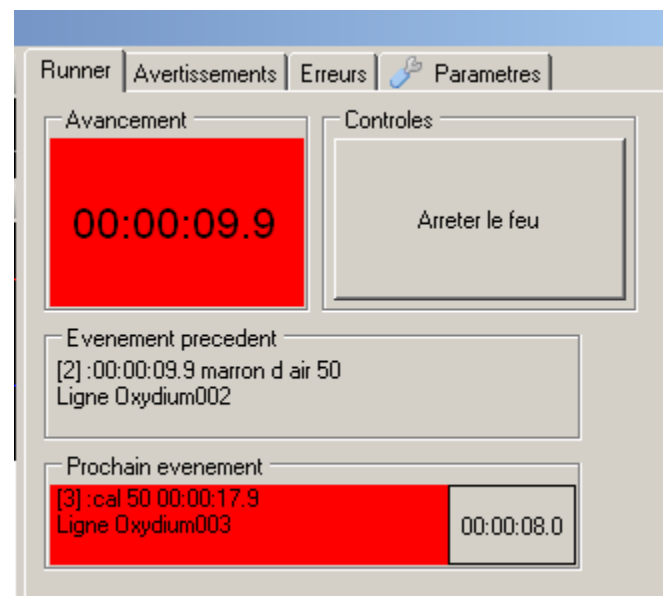 Runner Avertissements Erreurs Parametres
Avancement
00:00:09.9
Controles
Arreter le feu
Evenement precedent
[2] :00:00:09.9 marron d air 50
Ligne Oxydium002
Prochain evenement
[3] :cal 50 00:00:17.9
Ligne Oxydium003
00:00:08.0